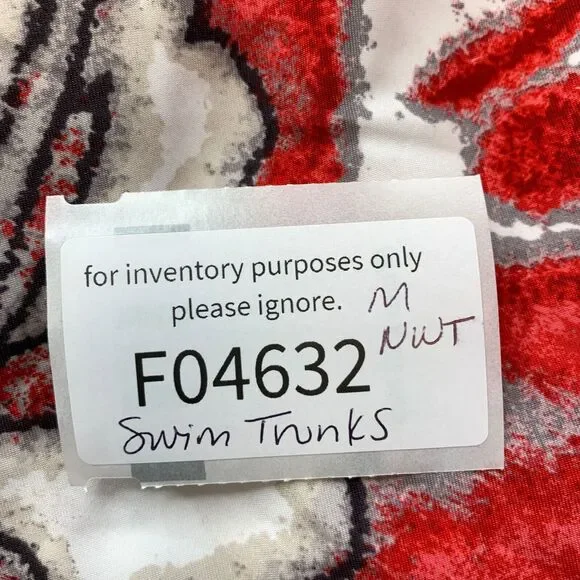 for inventory purposes only
please ignore. M
NWT
F04632
Swim Trunks